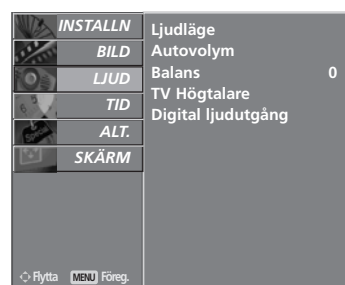 INSTALLN
BILD
LJUD
TID
ALT.
SKÄRM
Ljudläge
Autovolym
Balans 0
TV Högtalare
Digital ljudutgång
Flytta MENU Föreg.